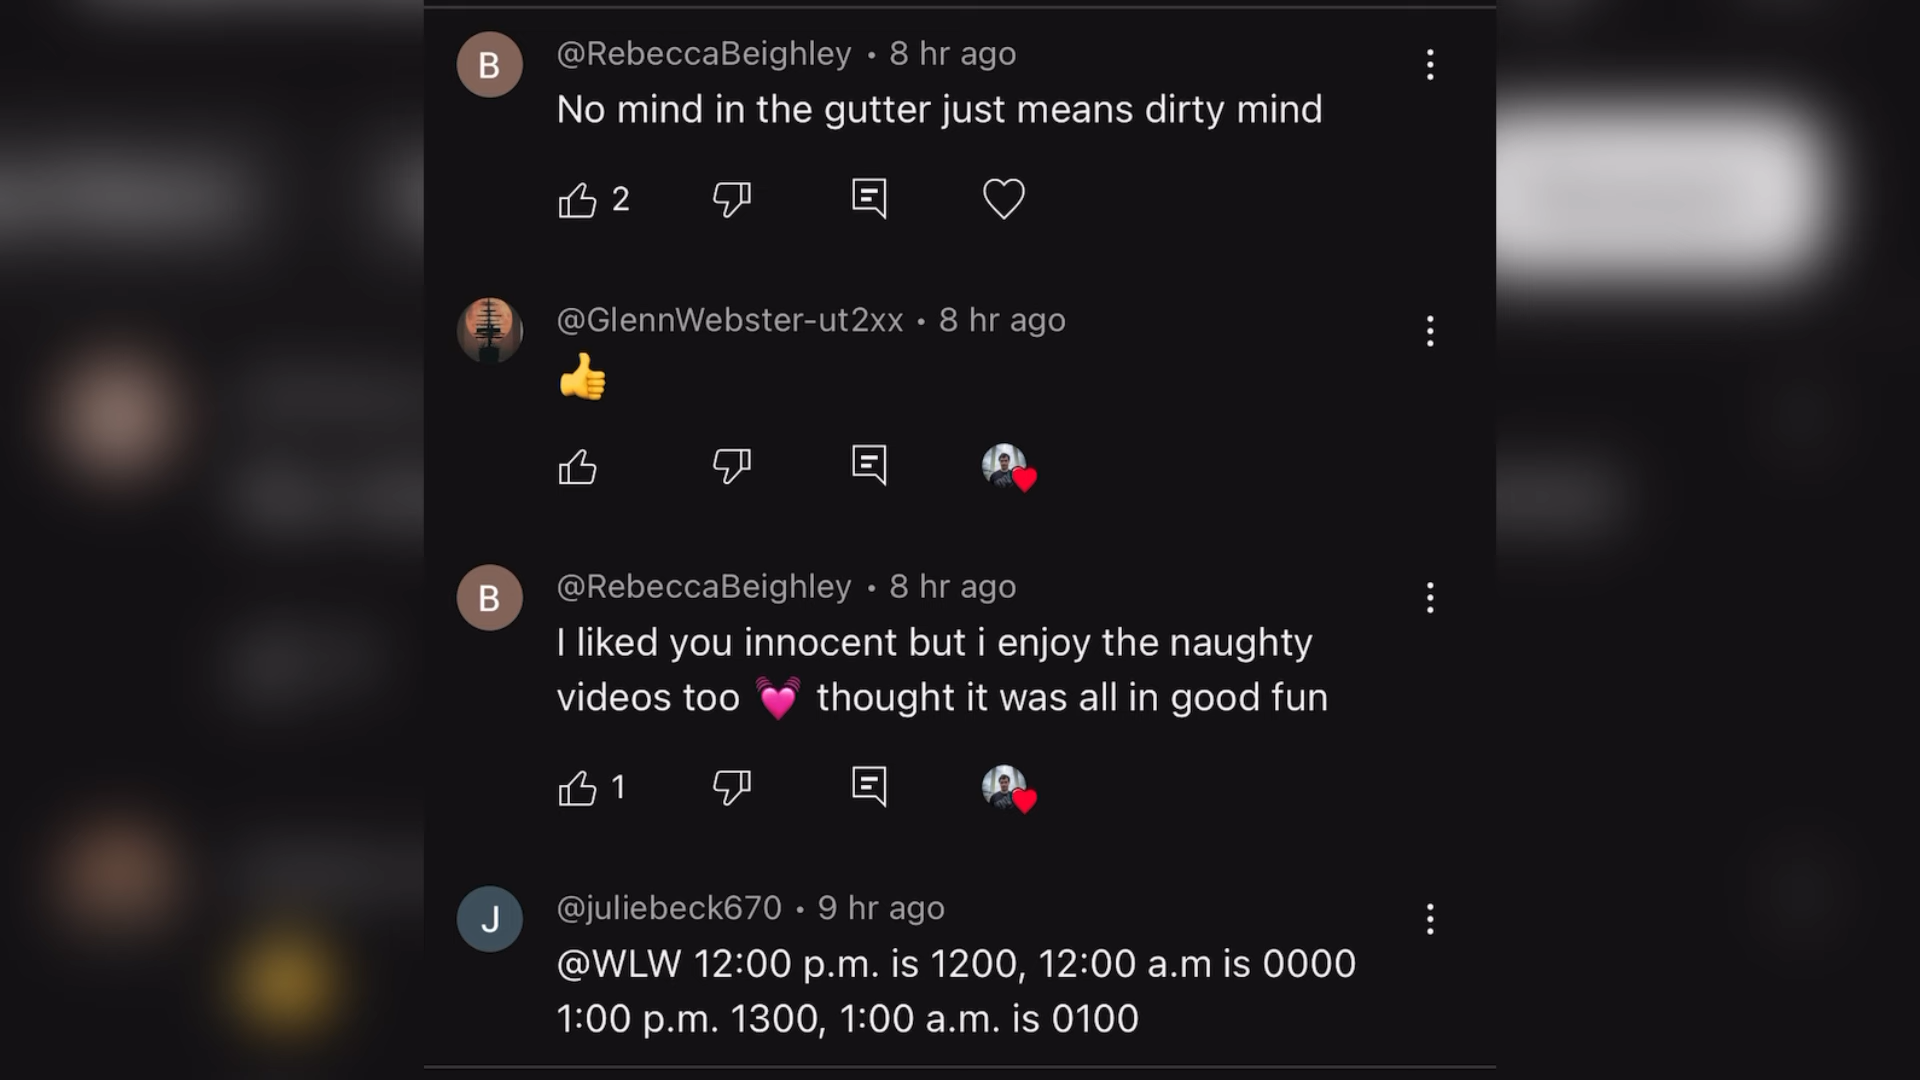 B
@RebeccaBeighley • 8 hr ago
No mind in the gutter just means dirty mind
2
@GlennWebster-ut2xx • 8 hr ago
👍
B
@RebeccaBeighley • 8 hr ago
I liked you innocent but i enjoy the naughty
videos too 💓 thought it was all in good fun
1
J
@juliebeck670 • 9 hr ago
@WLW 12:00 p.m. is 1200, 12:00 a.m is 0000
1:00 p.m. 1300, 1:00 a.m. is 0100